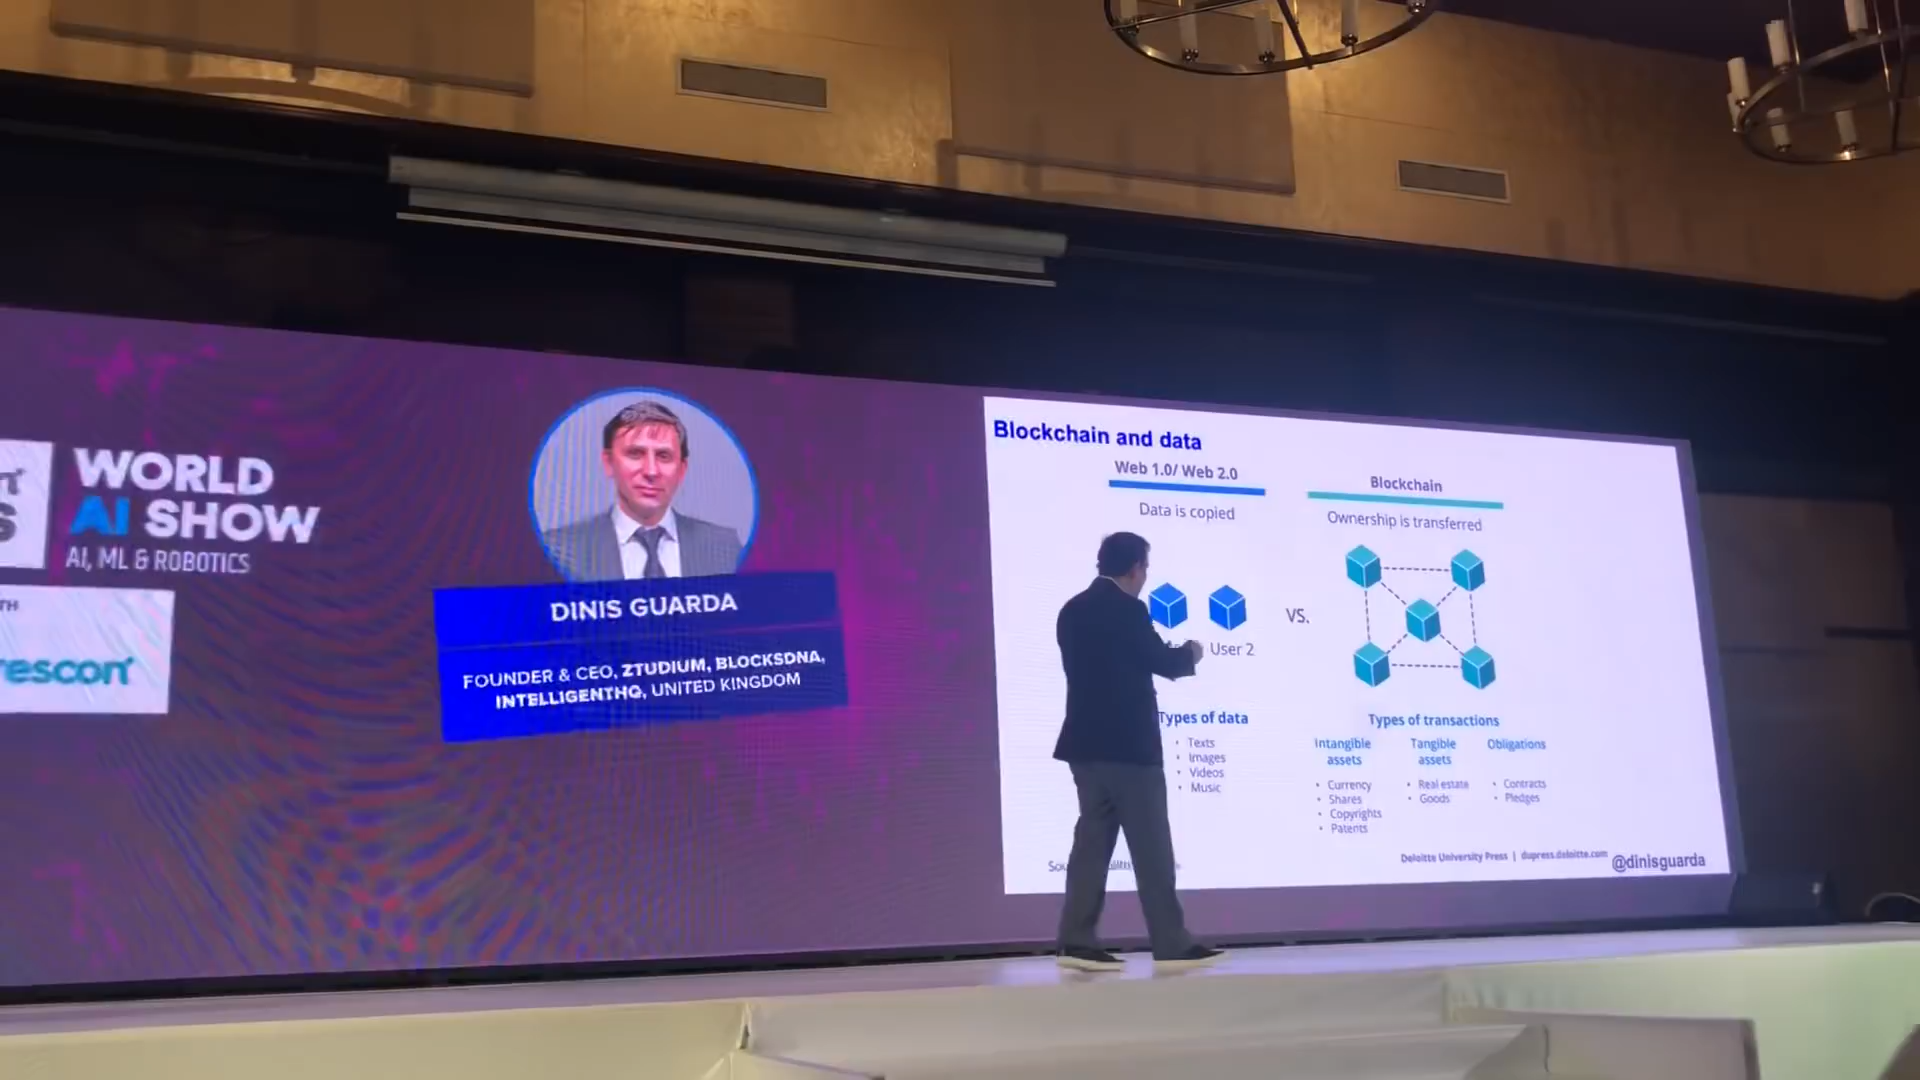 WORLD
AI SHOW
AI, ML & ROBOTICS
TH
escon
DINIS GUARDA
FOUNDER & CEO, ZTUDIUM, BLOCKSDNA,
INTELLIGENTHQ, UNITED KINGDOM
Blockchain and data
Web 1.0/ Web 2.0
Data is copied
User 2
Types of data
• Texts
• Images
• Videos
• Music
VS.
Blockchain
Ownership is transferred
Types of transactions
Intangible
assets
• Currency
• Shares
• Copyrights
• Patents
Tangible
assets
• Real estate
• Goods
Obligations
• Contracts
• Pledges
Deloitte University Press | dupress.deloitte.com
@dinisguarda